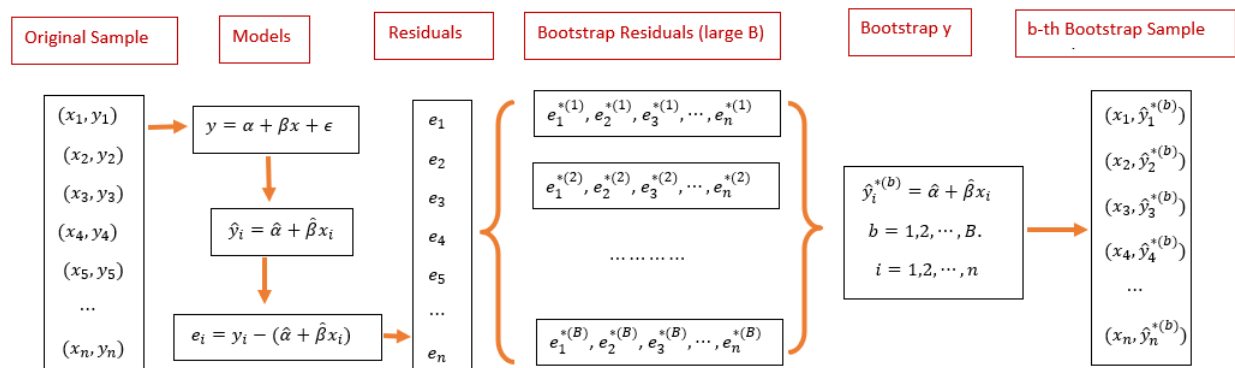 Original Sample
Models
Residuals
Bootstrap Residuals (large B)
Bootstrap y
b-th Bootstrap Sample
.
(x₁, y₁)
(x₂, y₂)
(x₃, y₃)
(x₄, y₄)
(x₅, y₅)
...
(xₙ, yₙ)
y = α + βx + ϵ
ŷᵢ = α̂ + β̂xᵢ
eᵢ = yᵢ − (α̂ + β̂xᵢ)
e₁
e₂
e₃
e₄
e₅
...
eₙ
e₁*⁽¹⁾, e₂*⁽¹⁾, e₃*⁽¹⁾, ⋯, eₙ*⁽¹⁾
e₁*⁽²⁾, e₂*⁽²⁾, e₃*⁽²⁾, ⋯, eₙ*⁽²⁾
… … … …
e₁*⁽ᴮ⁾, e₂*⁽ᴮ⁾, e₃*⁽ᴮ⁾, ⋯, eₙ*⁽ᴮ⁾
ŷᵢ*⁽ᵇ⁾ = α̂ + β̂xᵢ
b = 1,2, ⋯, B.
i = 1,2, ⋯, n
(x₁, ŷ₁*⁽ᵇ⁾)
(x₂, ŷ₂*⁽ᵇ⁾)
(x₃, ŷ₃*⁽ᵇ⁾)
(x₄, ŷ₄*⁽ᵇ⁾)
...
(xₙ, ŷₙ*⁽ᵇ⁾)